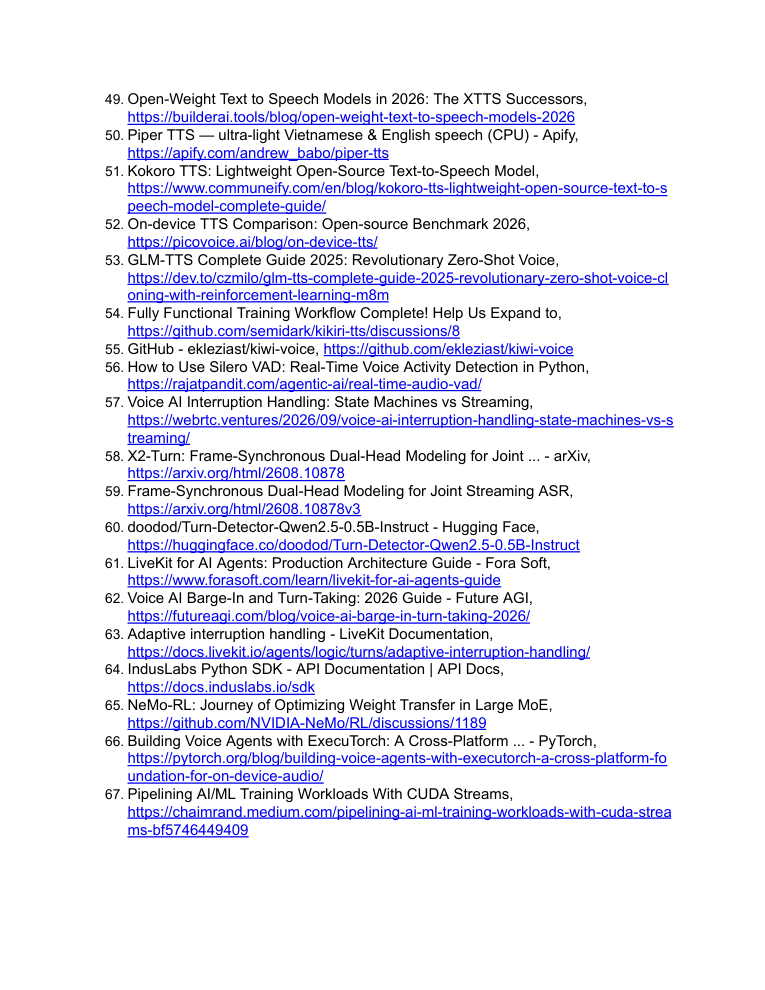 49. Open-Weight Text to Speech Models in 2026: The XTTS Successors,
https://builderai.tools/blog/open-weight-text-to-speech-models-2026
50. Piper TTS — ultra-light Vietnamese & English speech (CPU) - Apify,
https://apify.com/andrew_babo/piper-tts
51. Kokoro TTS: Lightweight Open-Source Text-to-Speech Model,
https://www.communeify.com/en/blog/kokoro-tts-lightweight-open-source-text-to-s
peech-model-complete-guide/
52. On-device TTS Comparison: Open-source Benchmark 2026,
https://picovoice.ai/blog/on-device-tts/
53. GLM-TTS Complete Guide 2025: Revolutionary Zero-Shot Voice,
https://dev.to/czmilo/glm-tts-complete-guide-2025-revolutionary-zero-shot-voice-cl
oning-with-reinforcement-learning-m8m
54. Fully Functional Training Workflow Complete! Help Us Expand to,
https://github.com/semidark/kikiri-tts/discussions/8
55. GitHub - ekleziast/kiwi-voice, https://github.com/ekleziast/kiwi-voice
56. How to Use Silero VAD: Real-Time Voice Activity Detection in Python,
https://rajatpandit.com/agentic-ai/real-time-audio-vad/
57. Voice AI Interruption Handling: State Machines vs Streaming,
https://webrtc.ventures/2026/09/voice-ai-interruption-handling-state-machines-vs-s
treaming/
58. X2-Turn: Frame-Synchronous Dual-Head Modeling for Joint ... - arXiv,
https://arxiv.org/html/2608.10878
59. Frame-Synchronous Dual-Head Modeling for Joint Streaming ASR,
https://arxiv.org/html/2608.10878v3
60. doodod/Turn-Detector-Qwen2.5-0.5B-Instruct - Hugging Face,
https://huggingface.co/doodod/Turn-Detector-Qwen2.5-0.5B-Instruct
61. LiveKit for AI Agents: Production Architecture Guide - Fora Soft,
https://www.forasoft.com/learn/livekit-for-ai-agents-guide
62. Voice AI Barge-In and Turn-Taking: 2026 Guide - Future AGI,
https://futureagi.com/blog/voice-ai-barge-in-turn-taking-2026/
63. Adaptive interruption handling - LiveKit Documentation,
https://docs.livekit.io/agents/logic/turns/adaptive-interruption-handling/
64. IndusLabs Python SDK - API Documentation | API Docs,
https://docs.induslabs.io/sdk
65. NeMo-RL: Journey of Optimizing Weight Transfer in Large MoE,
https://github.com/NVIDIA-NeMo/RL/discussions/1189
66. Building Voice Agents with ExecuTorch: A Cross-Platform ... - PyTorch,
https://pytorch.org/blog/building-voice-agents-with-executorch-a-cross-platform-fo
undation-for-on-device-audio/
67. Pipelining AI/ML Training Workloads With CUDA Streams,
https://chaimrand.medium.com/pipelining-ai-ml-training-workloads-with-cuda-strea
ms-bf5746449409